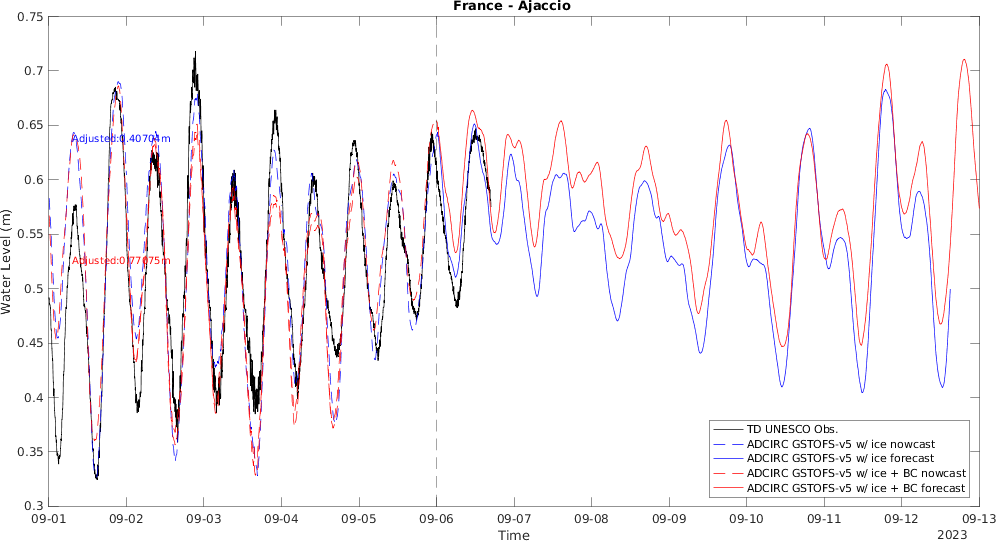 France - Ajaccio
Water Level (m)
0.75
0.7
0.65
0.6
0.55
0.5
0.45
0.4
0.35
0.3
Adjusted:0.40704m
TD UNESCO Obs.
ADCIRC GSTOFS-v5 w/ ice nowcast
ADCIRC GSTOFS-v5 w/ ice forecast
ADCIRC GSTOFS-v5 w/ ice + BC nowcast
ADCIRC GSTOFS-v5 w/ ice + BC forecast
09-01 09-02 09-03 09-04 09-05 09-06 09-07 09-08 09-09 09-10 09-11 09-12 09-13
Time
2023